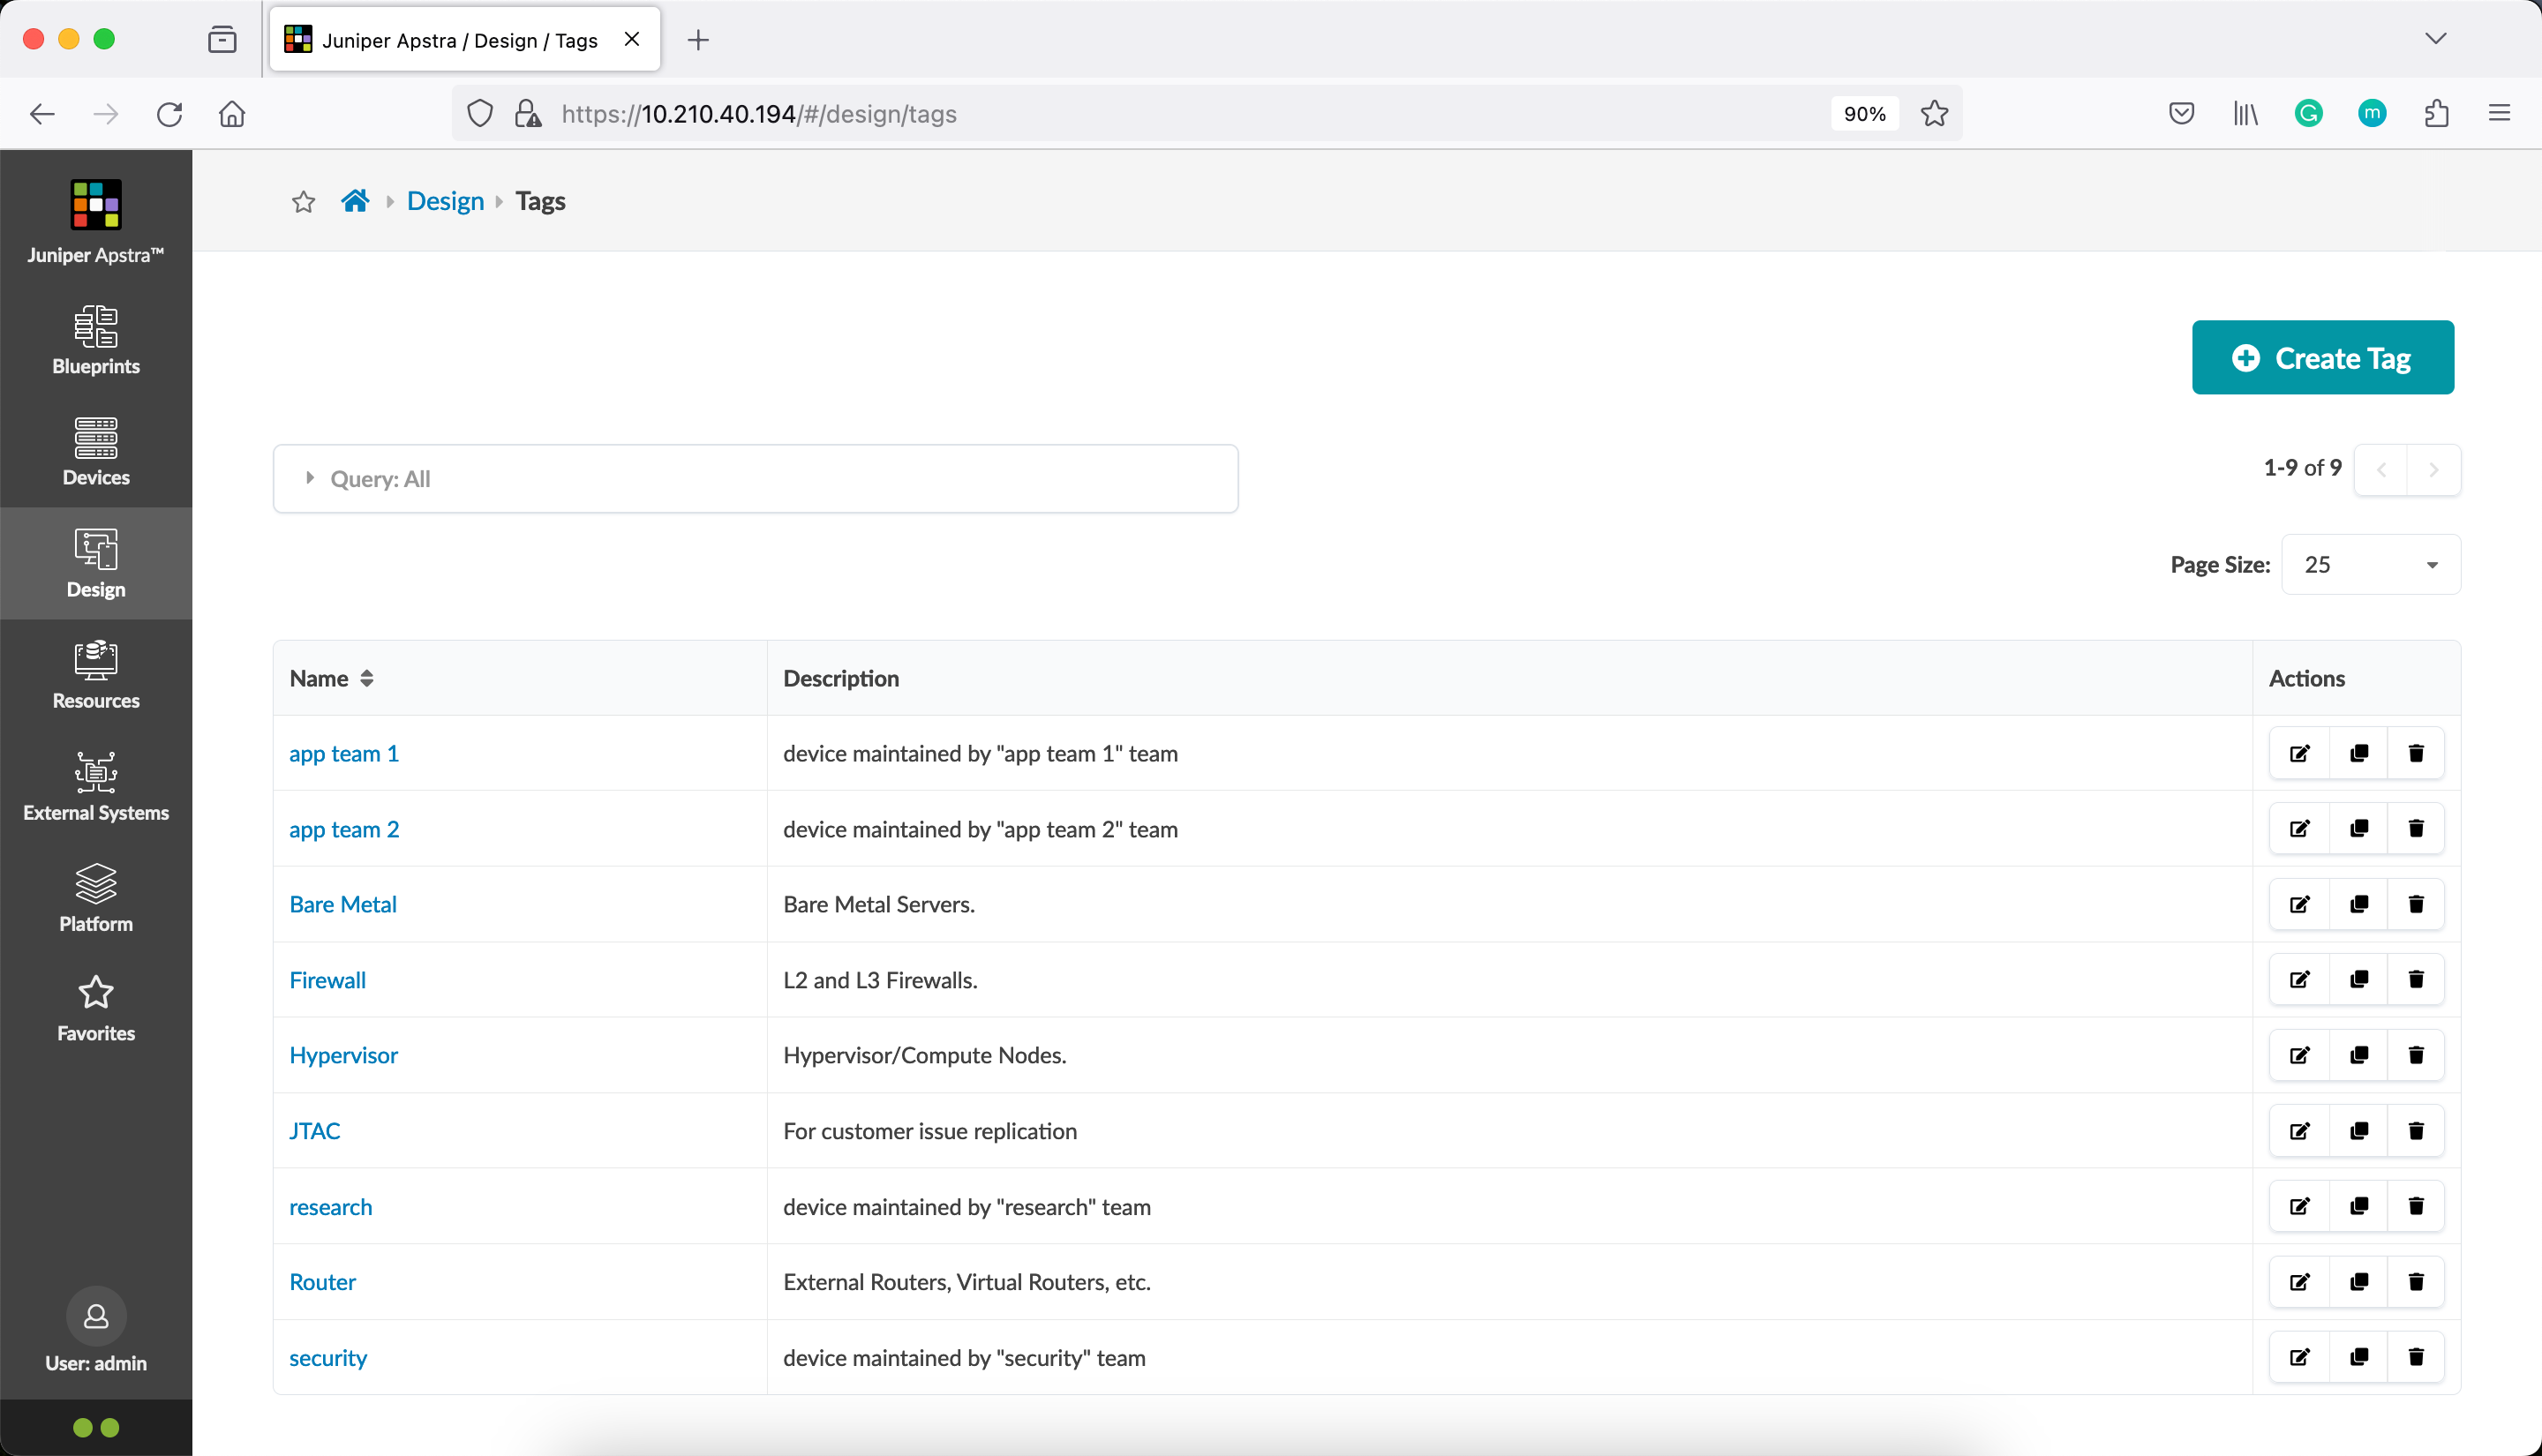 Juniper Apstra / Design / Tags
https://10.210.40.194/#/design/tags
90%
G
m
Juniper Apstra™
Blueprints
Devices
Design
Resources
External Systems
Platform
Favorites
User: admin
Design Tags
Create Tag
Query: All
1-9 of 9
Page Size: 25
Name Description Actions
app team 1 device maintained by "app team 1" team
app team 2 device maintained by "app team 2" team
Bare Metal Bare Metal Servers.
Firewall L2 and L3 Firewalls.
Hypervisor Hypervisor/Compute Nodes.
JTAC For customer issue replication
research device maintained by "research" team
Router External Routers, Virtual Routers, etc.
security device maintained by "security" team